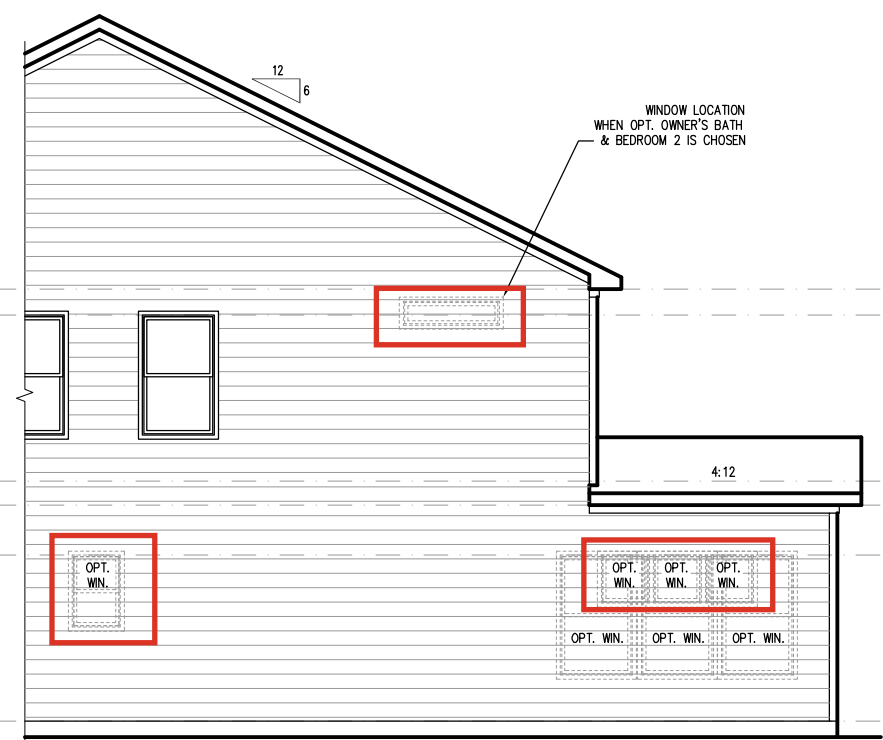 12
6
WINDOW LOCATION
WHEN OPT. OWNER'S BATH
& BEDROOM 2 IS CHOSEN
4:12
OPT.
WIN.
OPT.
WIN.
OPT.
WIN.
OPT.
WIN.
OPT. WIN.
OPT. WIN.
OPT. WIN.